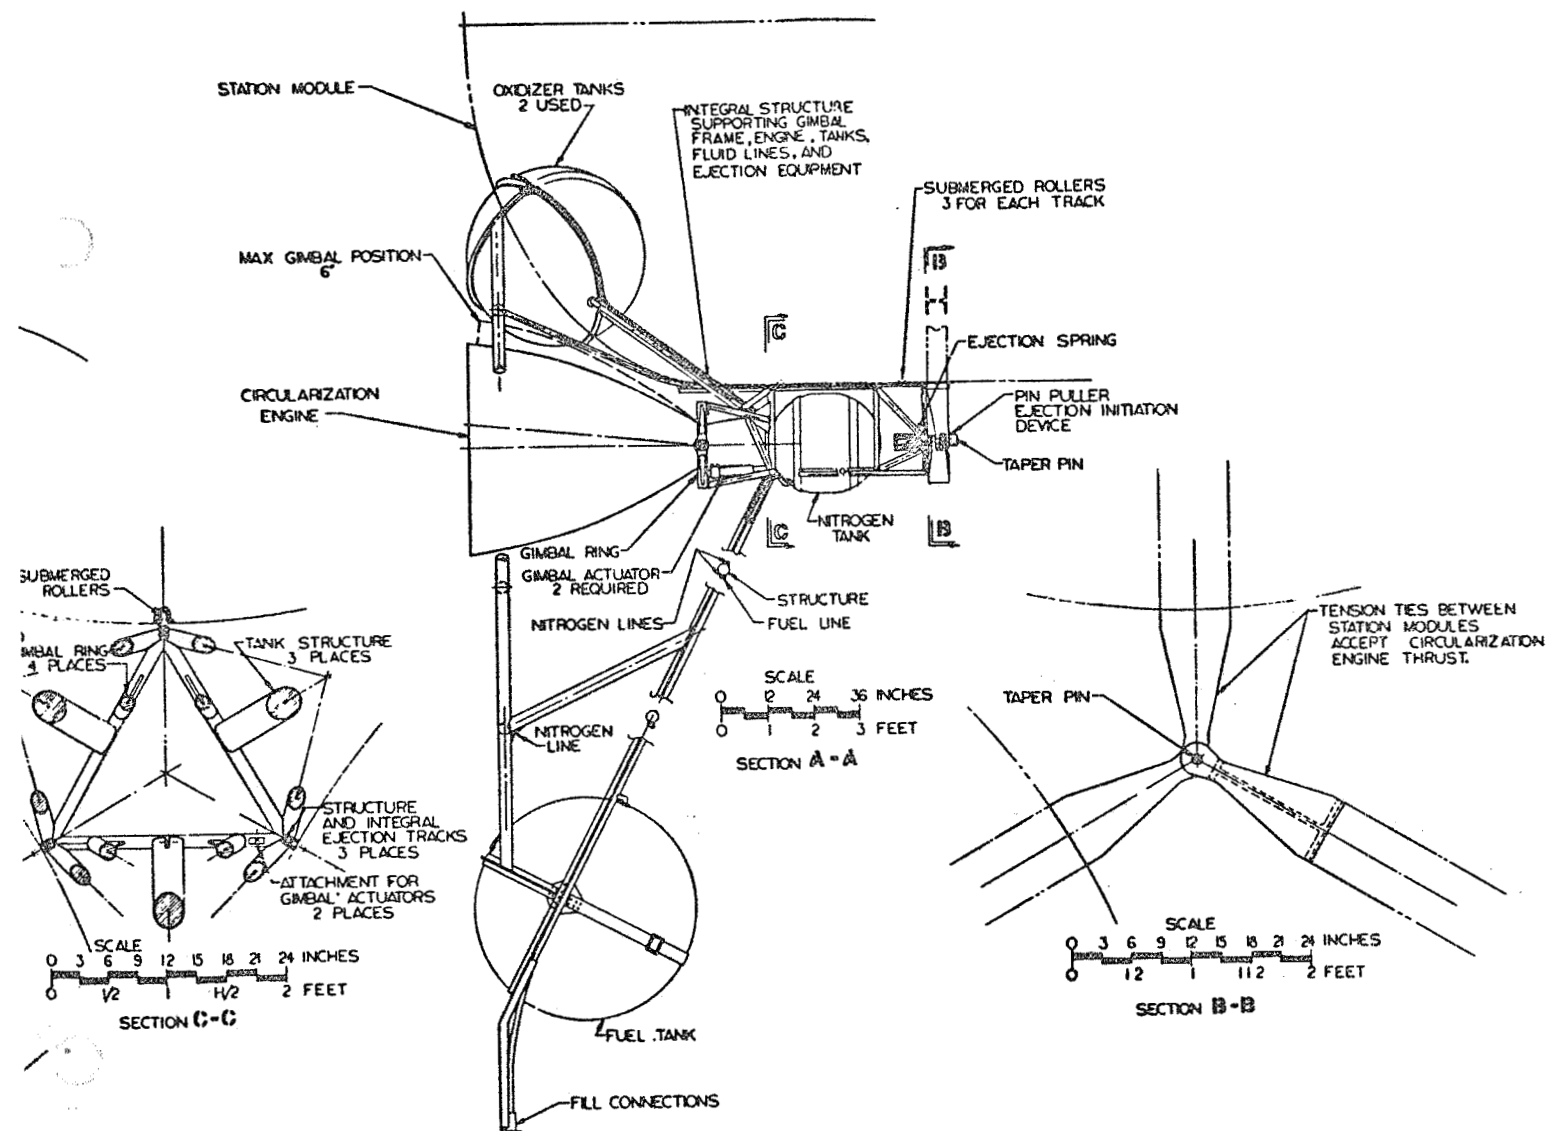 STATION MODULE
OXIDIZER TANKS
2 USED
INTEGRAL STRUCTURE
SUPPORTING GIMBAL
FRAME, ENGINE, TANKS,
FLUID LINES, AND
EJECTION EQUIPMENT
SUBMERGED ROLLERS
3 FOR EACH TRACK
MAX GIMBAL POSITION
6°
B
C
EJECTION SPRING
CIRCULARIZATION
ENGINE
PIN PULLER
EJECTION INITIATION
DEVICE
TAPER PIN
NITROGEN
TANK
C
B
GIMBAL RING
GIMBAL ACTUATOR
2 REQUIRED
STRUCTURE
FUEL LINE
NITROGEN LINES
NITROGEN
LINE
SCALE
0 12 24 36 INCHES
0 1 2 3 FEET
SECTION A-A
FUEL TANK
FILL CONNECTIONS
SUBMERGED
ROLLERS
MBAL RING
4 PLACES
TANK STRUCTURE
3 PLACES
STRUCTURE
AND INTEGRAL
EJECTION TRACKS
3 PLACES
ATTACHMENT FOR
GIMBAL ACTUATORS
2 PLACES
SCALE
0 3 6 9 12 15 18 21 24 INCHES
0 1/2 1 1-1/2 2 FEET
SECTION C-C
TENSION TIES BETWEEN
STATION MODULES
ACCEPT CIRCULARIZATION
ENGINE THRUST.
TAPER PIN
SCALE
0 3 6 9 12 15 18 21 24 INCHES
0 1 2 1 1 1 2 2 FEET
SECTION B-B